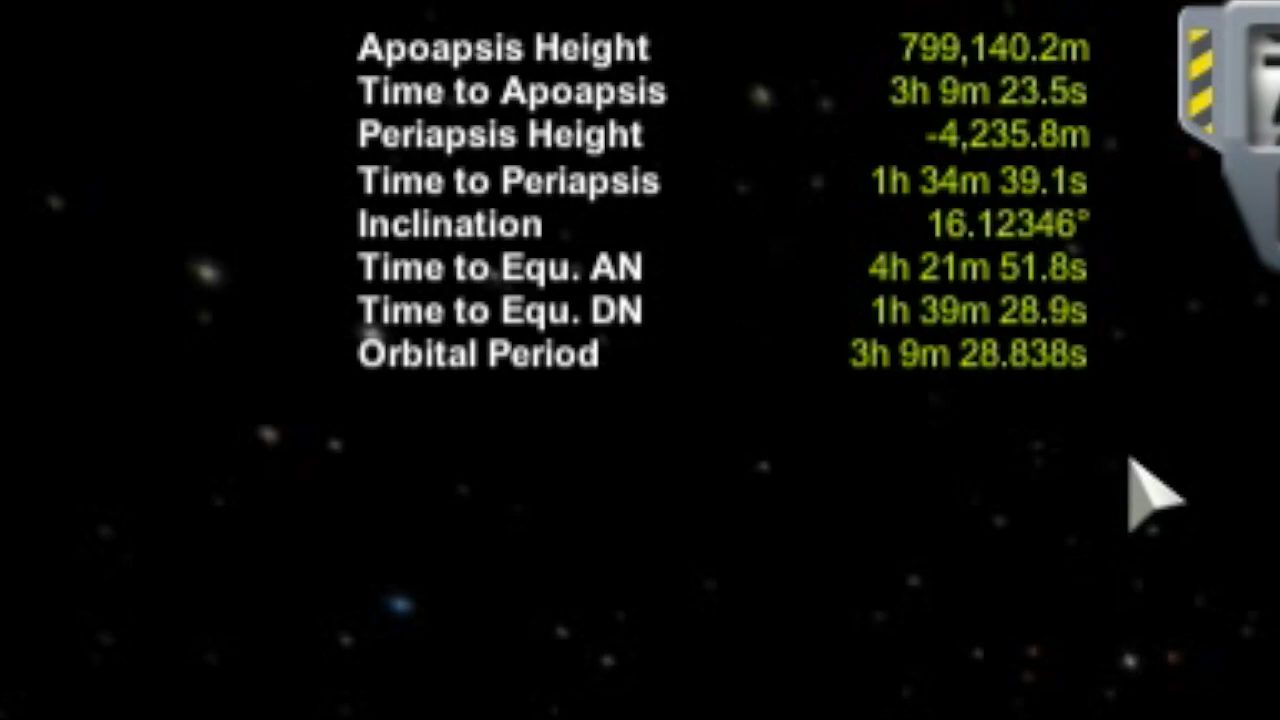 Apoapsis Height 799,140.2m
Time to Apoapsis 3h 9m 23.5s
Periapsis Height -4,235.8m
Time to Periapsis 1h 34m 39.1s
Inclination 16.12346°
Time to Equ. AN 4h 21m 51.8s
Time to Equ. DN 1h 39m 28.9s
Orbital Period 3h 9m 28.838s